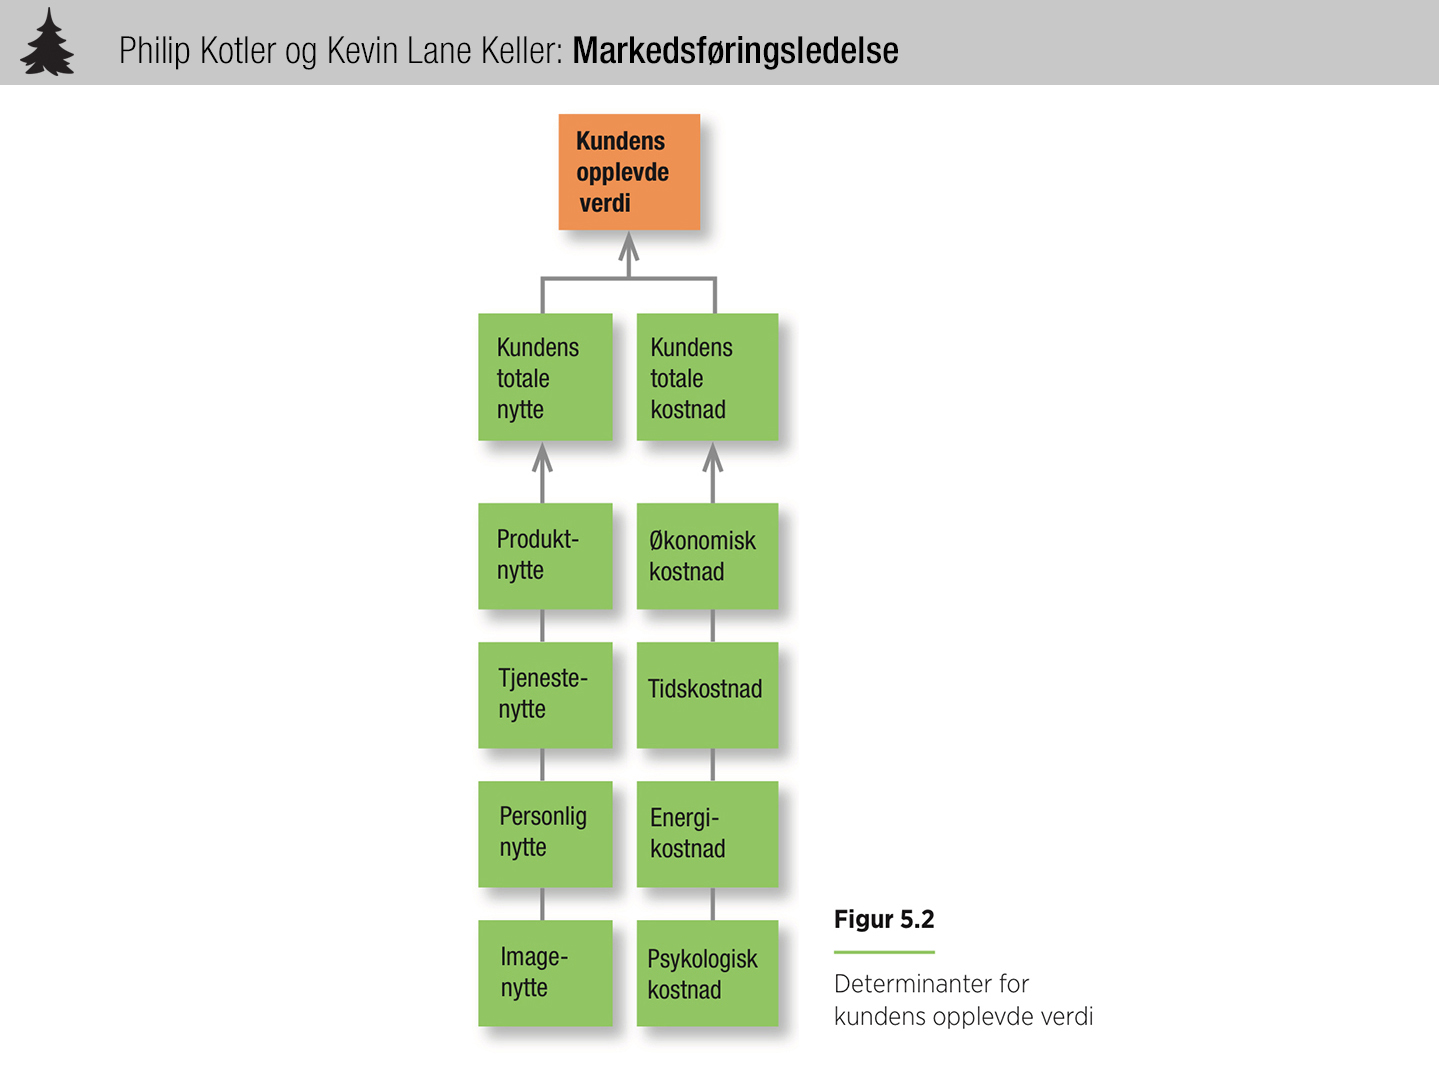 Philip Kotler og Kevin Lane Keller: Markedsføringsledelse
Kundens
opplevde
verdi
Kundens
totale
nytte
Kundens
totale
kostnad
Produkt-
nytte
Økonomisk
kostnad
Tjeneste-
nytte
Tidskostnad
Personlig
nytte
Energi-
kostnad
Image-
nytte
Psykologisk
kostnad
Figur 5.2
Determinanter for
kundens opplevde verdi